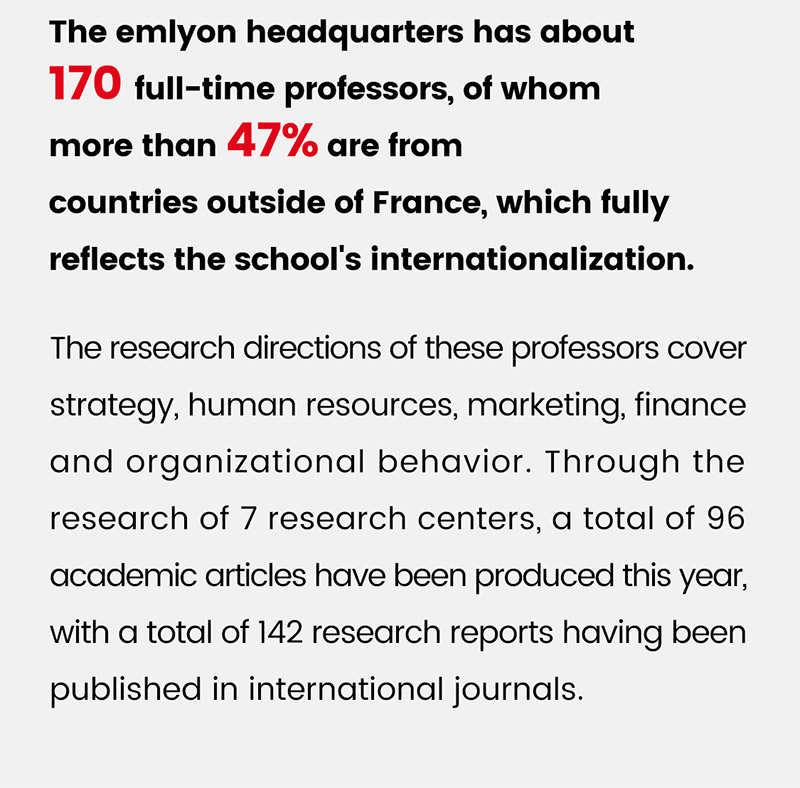 The emlyon headquarters has about
170 full-time professors, of whom
more than 47% are from
countries outside of France, which fully
reflects the school's internationalization.
The research directions of these professors cover
strategy, human resources, marketing, finance
and organizational behavior. Through the
research of 7 research centers, a total of 96
academic articles have been produced this year,
with a total of 142 research reports having been
published in international journals.